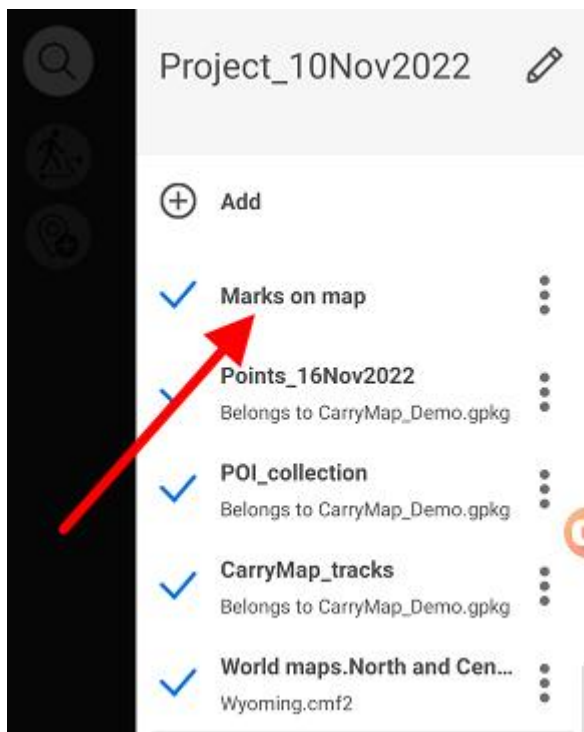 Project_10Nov2022
Add
Marks on map
Points_16Nov2022
Belongs to CarryMap_Demo.gpkg
POI_collection
Belongs to CarryMap_Demo.gpkg
CarryMap_tracks
Belongs to CarryMap_Demo.gpkg
World maps.North and Cen...
Wyoming.cmf2